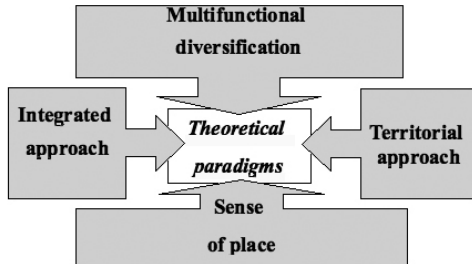 Multifunctional
diversification
Integrated
approach
Theoretical
paradigms
Territorial
approach
Sense
of place